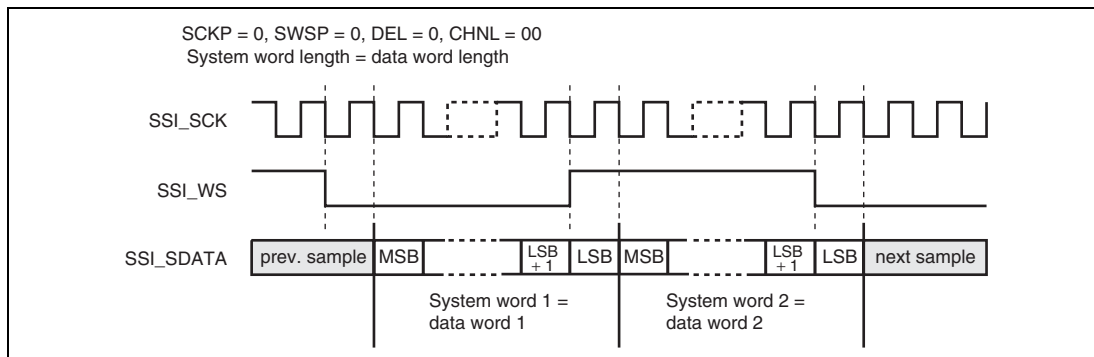 SCKP = 0, SWSP = 0, DEL = 0, CHNL = 00
System word length = data word length
SSI_SCK
SSI_WS
SSI_SDATA
prev. sample
MSB
LSB
+ 1
LSB
MSB
LSB
+ 1
LSB
next sample
System word 1 =
data word 1
System word 2 =
data word 2